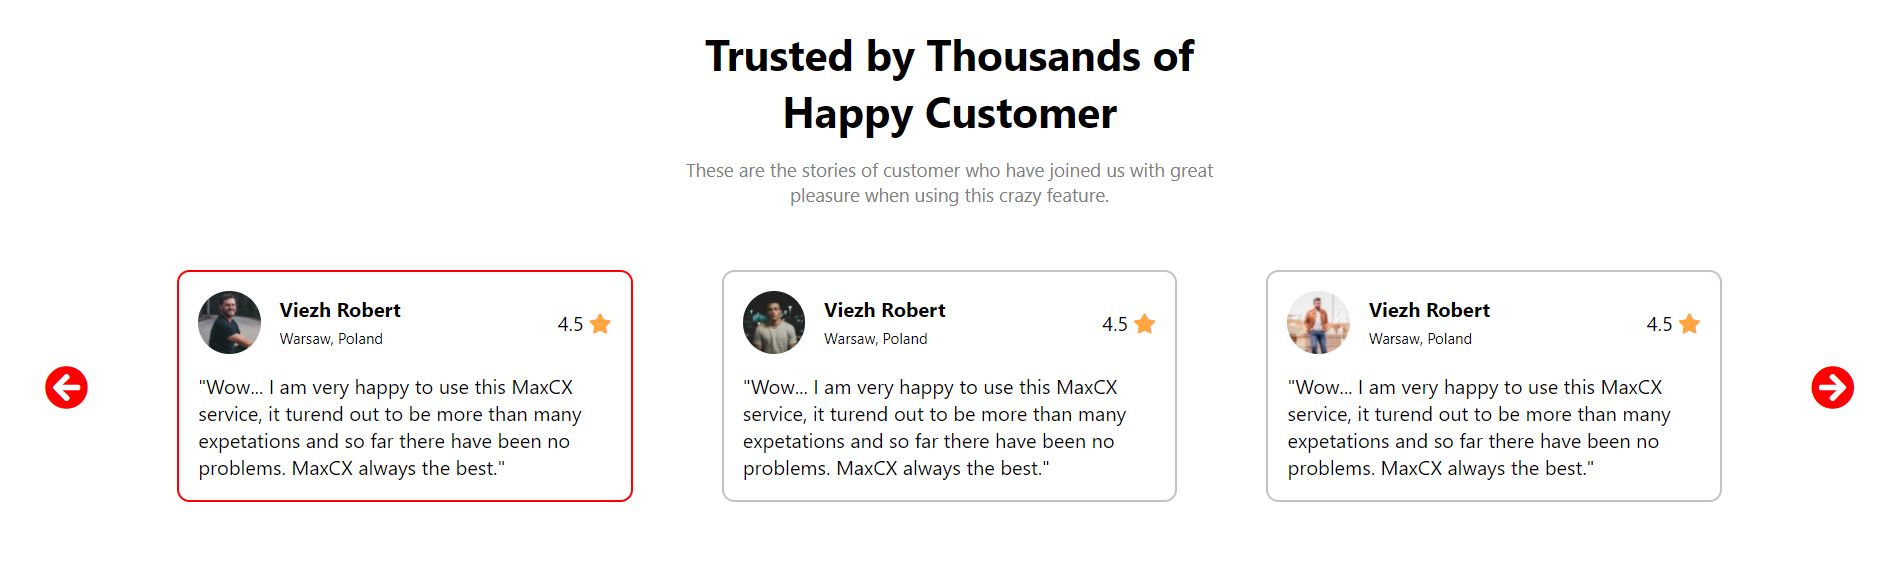 Trusted by Thousands of
Happy Customer
These are the stories of customer who have joined us with great
pleasure when using this crazy feature.
Viezh Robert
Warsaw, Poland
4.5
"Wow... I am very happy to use this MaxCX
service, it turend out to be more than many
expetations and so far there have been no
problems. MaxCX always the best."
Viezh Robert
Warsaw, Poland
4.5
"Wow... I am very happy to use this MaxCX
service, it turend out to be more than many
expetations and so far there have been no
problems. MaxCX always the best."
Viezh Robert
Warsaw, Poland
4.5
"Wow... I am very happy to use this MaxCX
service, it turend out to be more than many
expetations and so far there have been no
problems. MaxCX always the best."